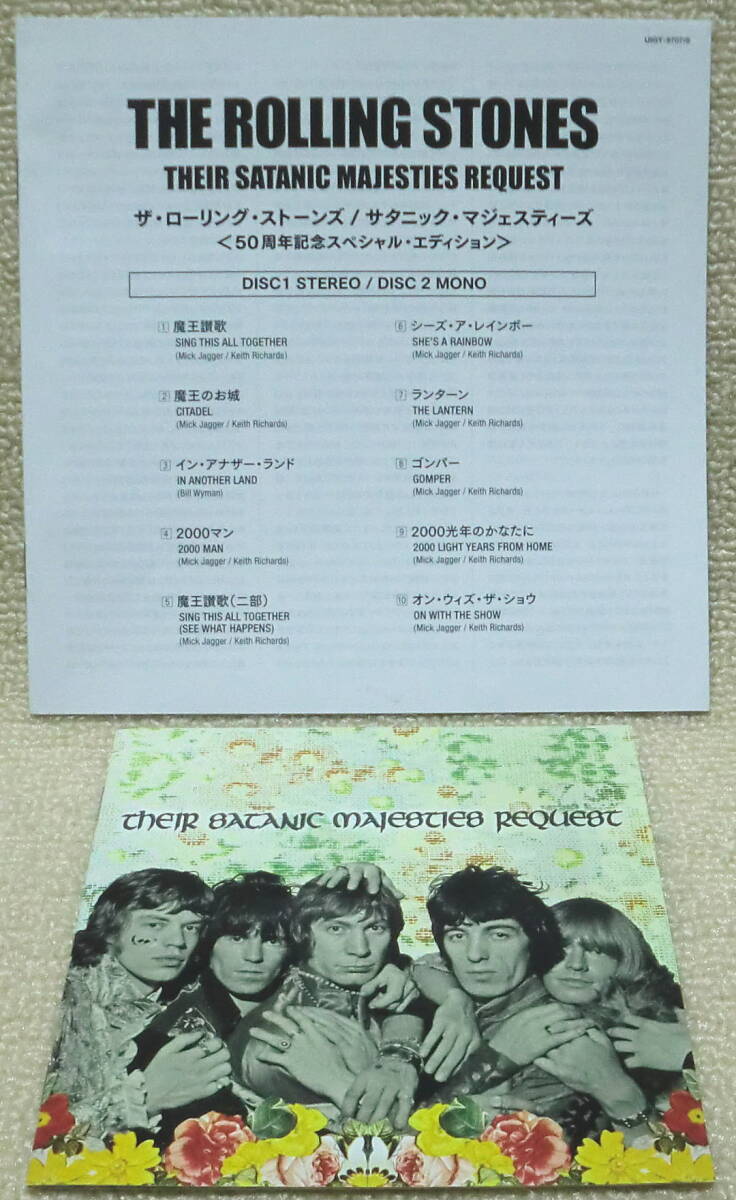 THE ROLLING STONES
THEIR SATANIC MAJESTIES REQUEST
ザ・ローリング・ストーンズ / サタニック・マジェスティーズ
＜50周年記念スペシャル・エディション＞
DISC1 STEREO / DISC 2 MONO
1 魔王讃歌
SING THIS ALL TOGETHER
(Mick Jagger / Keith Richards)
2 魔王のお城
CITADEL
(Mick Jagger / Keith Richards)
3 イン・アナザー・ランド
IN ANOTHER LAND
(Bill Wyman)
4 2000マン
2000 MAN
(Mick Jagger / Keith Richards)
5 魔王讃歌（二部）
SING THIS ALL TOGETHER
(SEE WHAT HAPPENS)
(Mick Jagger / Keith Richards)
6 シーズ・ア・レインボー
SHE'S A RAINBOW
(Mick Jagger / Keith Richards)
7 ランターン
THE LANTERN
(Mick Jagger / Keith Richards)
8 ゴンパー
GOMPER
(Mick Jagger / Keith Richards)
9 2000光年のかなたに
2000 LIGHT YEARS FROM HOME
(Mick Jagger / Keith Richards)
10 オン・ウィズ・ザ・ショウ
ON WITH THE SHOW
(Mick Jagger / Keith Richards)
their satanic majesties request